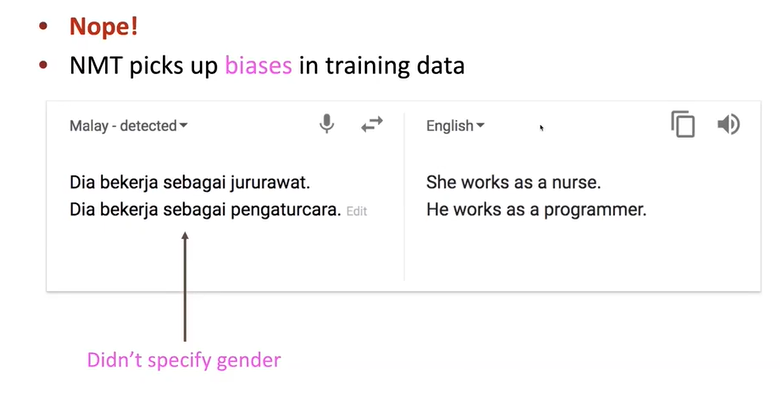 Nope!
NMT picks up biases in training data
Malay - detected
English
Dia bekerja sebagai jururawat.
Dia bekerja sebagai pengaturcara. Edit
She works as a nurse.
He works as a programmer.
Didn't specify gender